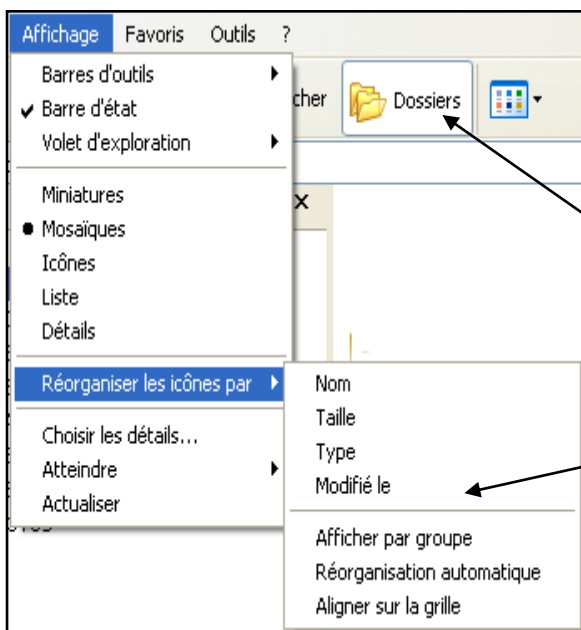 Affichage Favoris Outils ?
Barres d'outils
cher Dossiers
Barre d'état
Volet d'exploration
Miniatures
Mosaïques
Icônes
Liste
Détails
Réorganiser les icônes par
Nom
Taille
Type
Modifié le
Afficher par groupe
Réorganisation automatique
Aligner sur la grille
Choisir les détails...
Atteindre
Actualiser